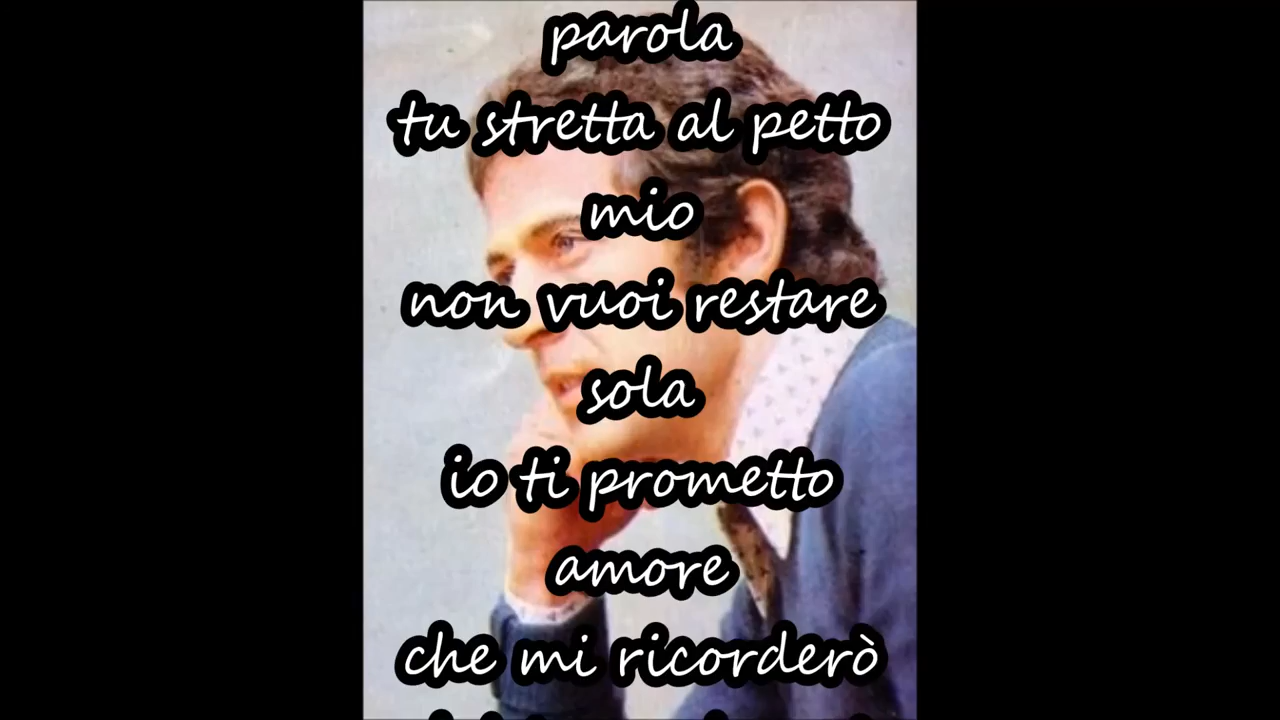 parola
tu stretta al petto
mio
non vuoi restare
sola
io ti prometto
amore
che mi ricorderò